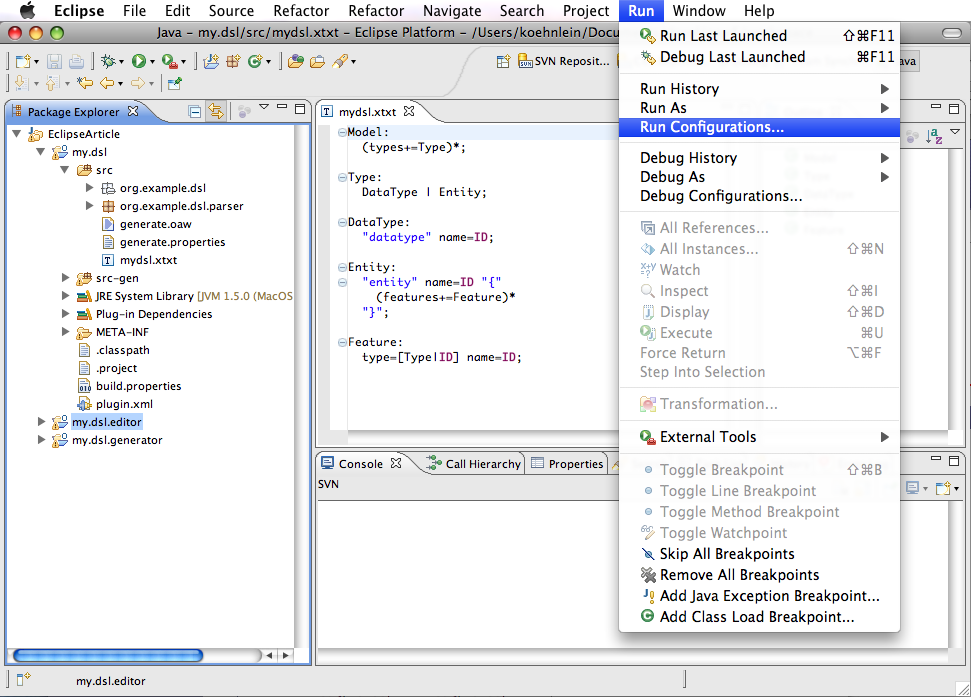 Eclipse File Edit Source Refactor Refactor Navigate Search Project Run Window Help
Java – my.dsl/src/mydsl.xtxt – Eclipse Platform – /Users/koehnlein/Docu
SVN Reposit...
ava
Package Explorer
EclipseArticle
my.dsl
src
org.example.dsl
org.example.dsl.parser
generate.oaw
generate.properties
mydsl.xtxt
src-gen
JRE System Library [JVM 1.5.0 (MacOS
Plug-in Dependencies
META-INF
.classpath
.project
build.properties
plugin.xml
my.dsl.editor
my.dsl.generator
mydsl.xtxt
Model:
(types+=Type)*;
Type:
DataType | Entity;
DataType:
"datatype" name=ID;
Entity:
"entity" name=ID "{"
(features+=Feature)*
"}";
Feature:
type=[Type|ID] name=ID;
Console Call Hierarchy Properties
SVN
Run Last Launched ⇧⌘F11
Debug Last Launched ⌘F11
Run History
Run As
Run Configurations...
Debug History
Debug As
Debug Configurations...
All References...
All Instances... ⇧⌘N
Watch
Inspect ⇧⌘I
Display ⇧⌘D
Execute ⌘U
Force Return ⌥⌘F
Step Into Selection
Transformation...
External Tools
Toggle Breakpoint ⇧⌘B
Toggle Line Breakpoint
Toggle Method Breakpoint
Toggle Watchpoint
Skip All Breakpoints
Remove All Breakpoints
Add Java Exception Breakpoint...
Add Class Load Breakpoint...
my.dsl.editor